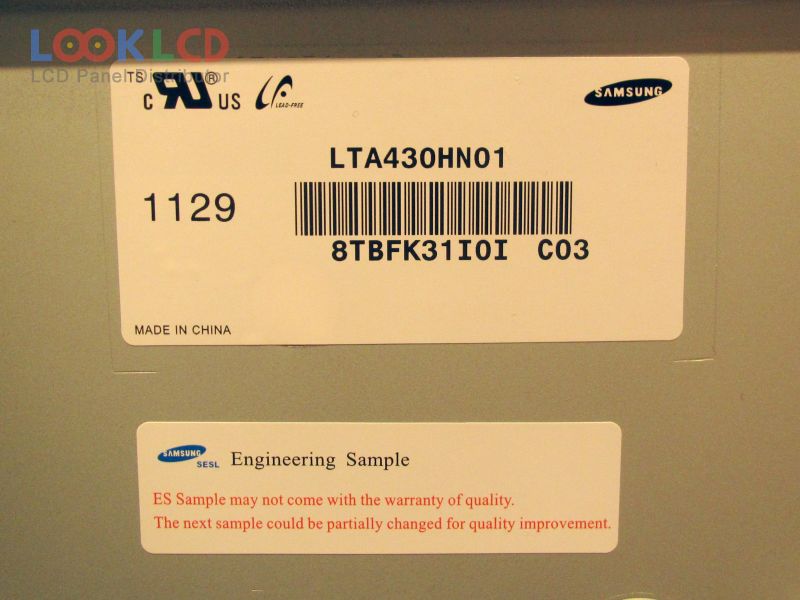 LOOKLCD
LCD Panel Distributor
TS
C RU® US
LEAD-FREE
SAMSUNG
LTA430HN01
1129
8TBFK31I0I C03
MADE IN CHINA
SAMSUNG
SESL
Engineering Sample
ES Sample may not come with the warranty of quality.
The next sample could be partially changed for quality improvement.